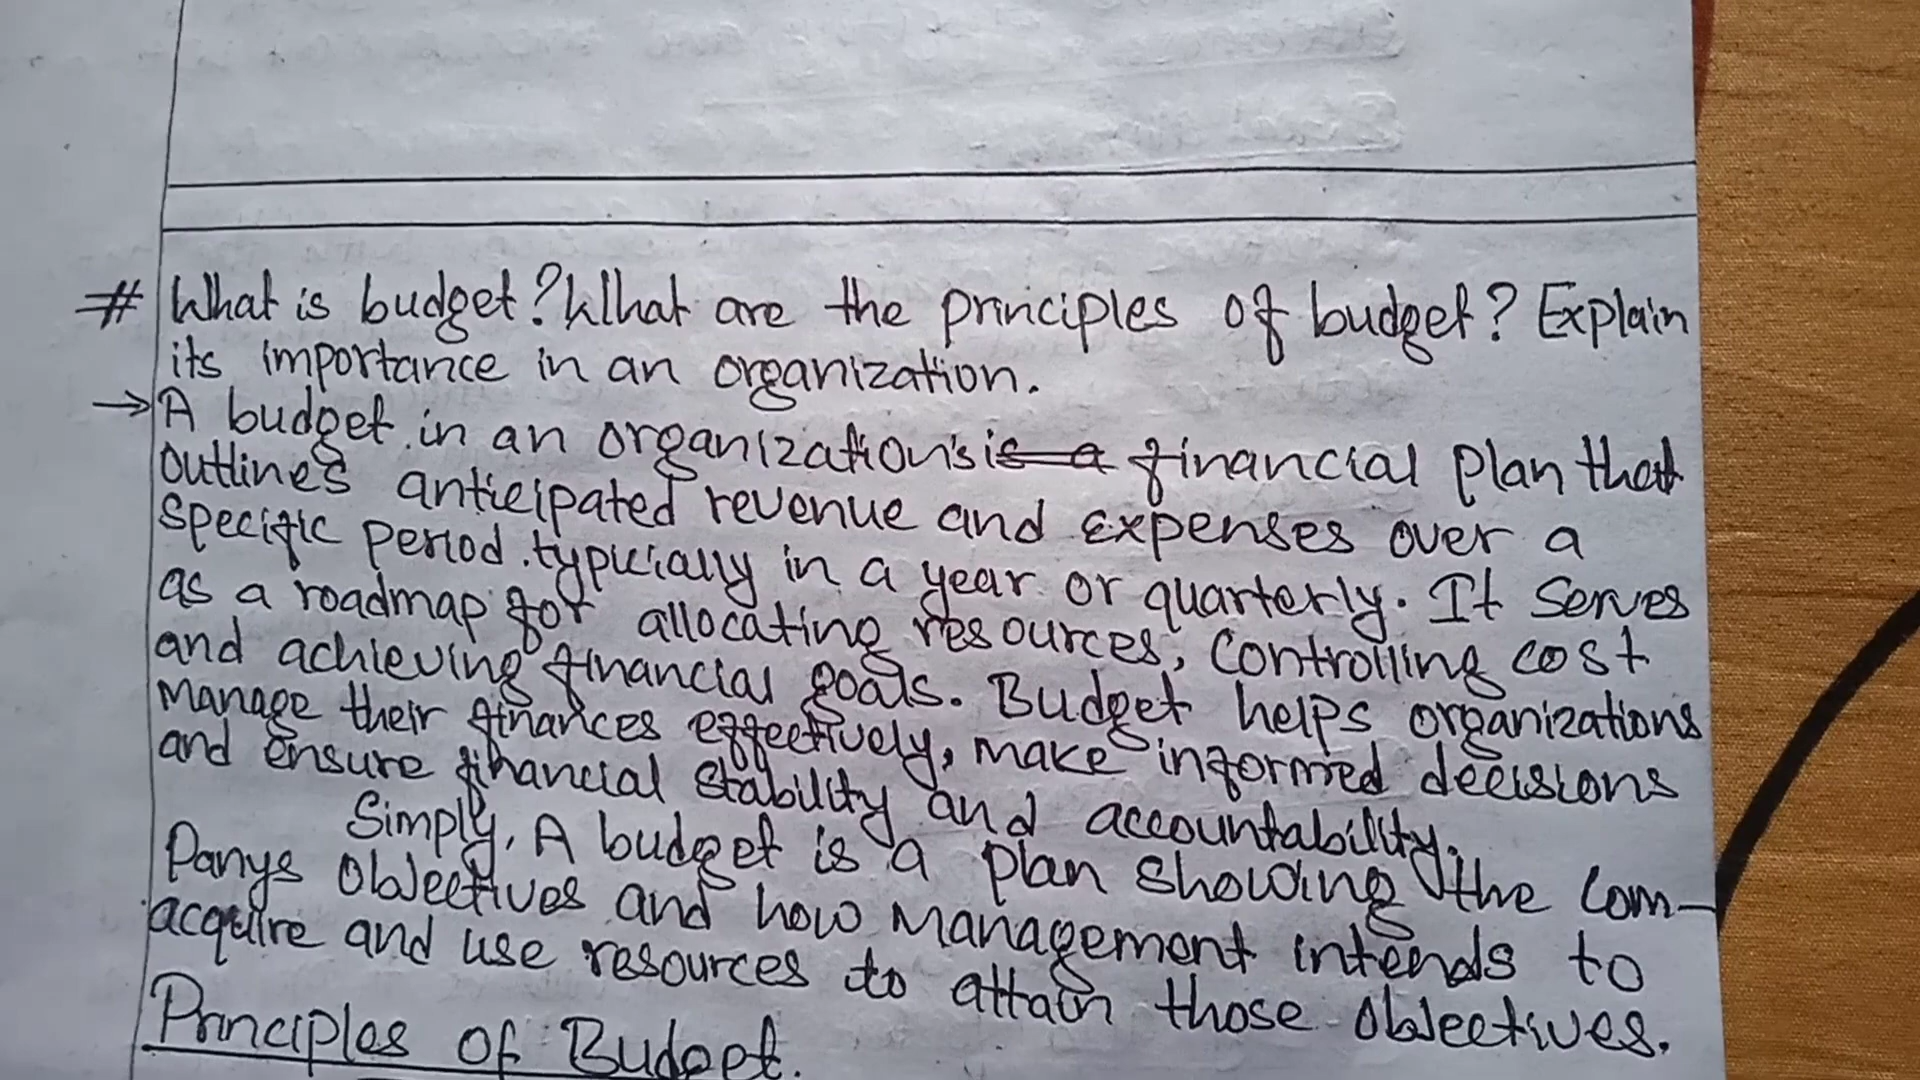 # What is budget? What are the principles of budget? Explain
its importance in an organization.
→ A budget in an organization's is a financial plan that
outlines anticipated revenue and expenses over a
specific period. typicially in a year or quarterly. It serves
as a roadmap for allocating resources, controlling cost
and achieving financial goals. Budget helps organizations
manage their finances effectively, make informed decisions
and ensure financial stability and accountability.
Simply, A budget is a plan showing the com-
panys objectives and how management intends to
acquire and use resources to attain those objectives.
Principles of Budget.